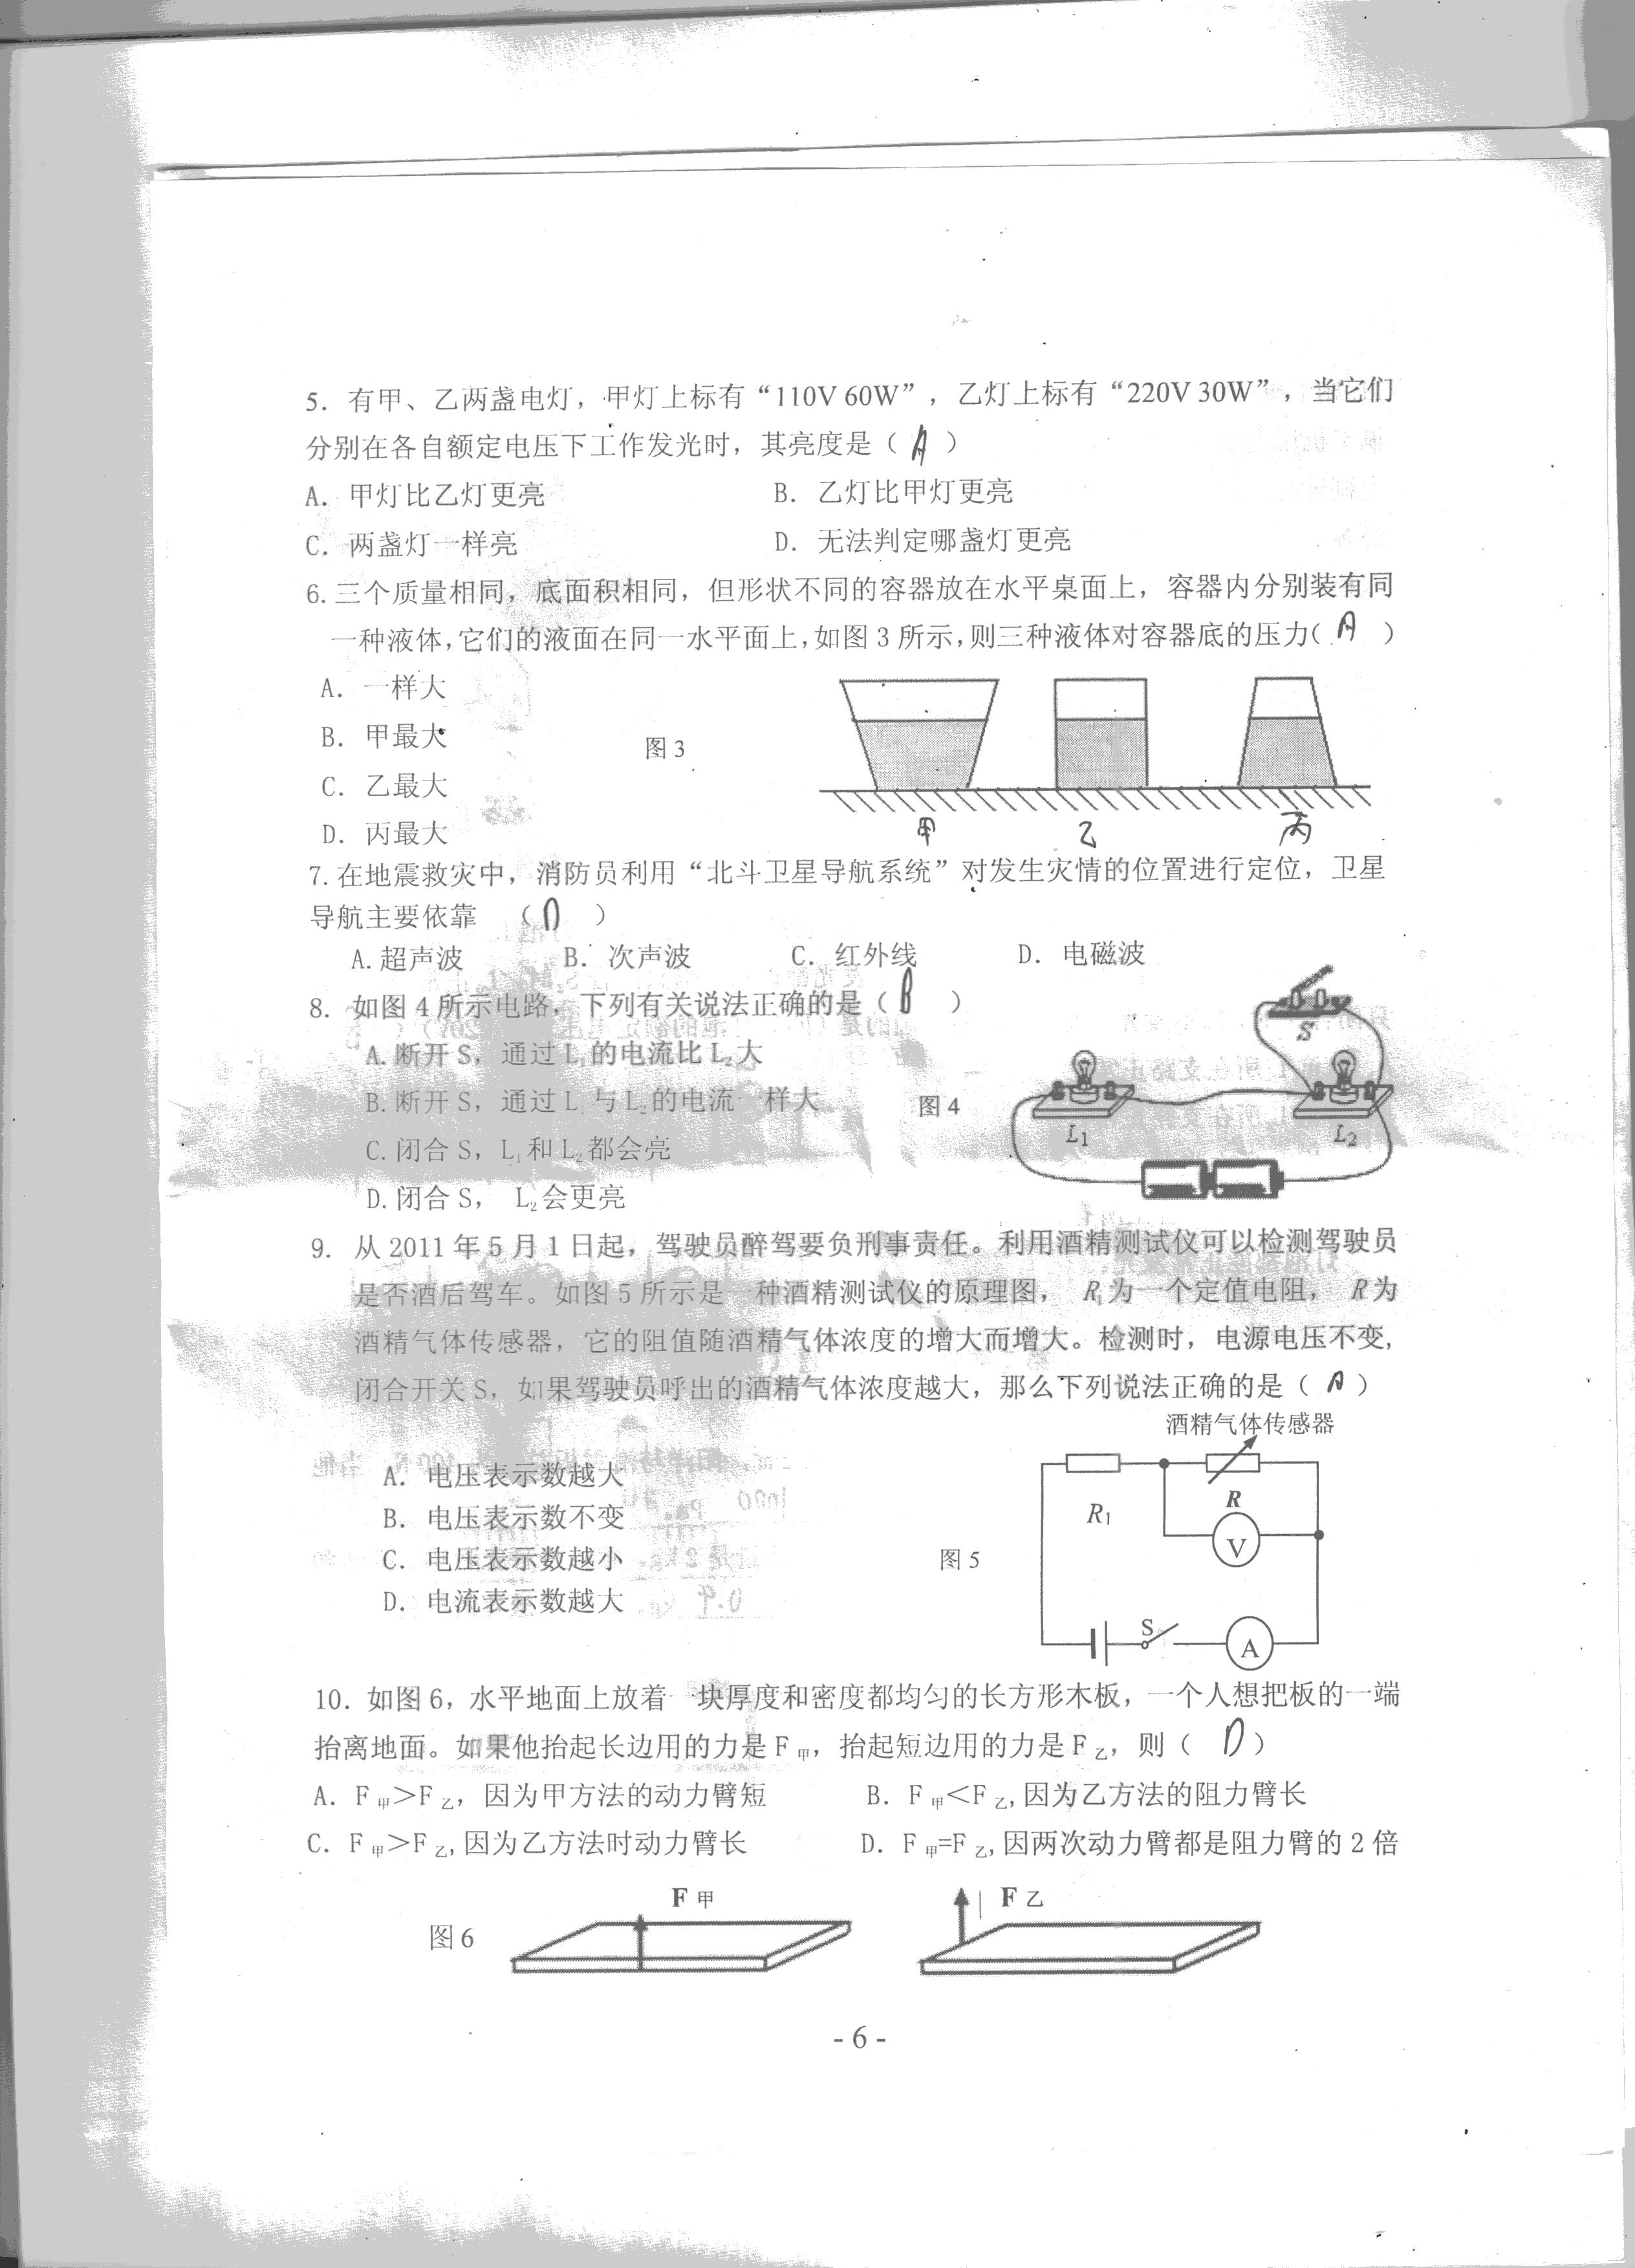 5. 有甲、乙两盏电灯，甲灯上标有“110V 60W”，乙灯上标有“220V 30W”，当它们
分别在各自额定电压下工作发光时，其亮度是（ A ）
A. 甲灯比乙灯更亮 B. 乙灯比甲灯更亮
C. 两盏灯一样亮 D. 无法判定哪盏灯更亮
6.三个质量相同，底面积相同，但形状不同的容器放在水平桌面上，容器内分别装有同
一种液体,它们的液面在同一水平面上,如图 3 所示,则三种液体对容器底的压力( A )
A. 一样大
B. 甲最大
C. 乙最大
D. 丙最大
图 3
甲 乙 丙
7.在地震救灾中，消防员利用“北斗卫星导航系统”对发生灾情的位置进行定位，卫星
导航主要依靠 （ D ）
A.超声波 B. 次声波 C. 红外线 D. 电磁波
8. 如图 4 所示电路，下列有关说法正确的是（ B ）
A.断开 S，通过 L₁的电流比 L₂大
B.断开 S，通过 L₁与 L₂的电流一样大
C.闭合 S，L₁和 L₂都会亮
D.闭合 S， L₂会更亮
图 4
S
L1
L2
9. 从 2011 年 5 月 1 日起，驾驶员醉驾要负刑事责任。利用酒精测试仪可以检测驾驶员
是否酒后驾车。如图 5 所示是一种酒精测试仪的原理图， R₁为一个定值电阻， R为
酒精气体传感器，它的阻值随酒精气体浓度的增大而增大。检测时，电源电压不变,
闭合开关 S，如果驾驶员呼出的酒精气体浓度越大，那么下列说法正确的是（ A ）
A. 电压表示数越大
B. 电压表示数不变
C. 电压表示数越小
D. 电流表示数越大
图 5
酒精气体传感器
R₁
R
V
S
A
10. 如图 6，水平地面上放着一块厚度和密度都均匀的长方形木板，一个人想把板的一端
抬离地面。如果他抬起长边用的力是 F 甲，抬起短边用的力是 F 乙，则（ D ）
A. F 甲＞F 乙，因为甲方法的动力臂短 B. F 甲＜F 乙,因为乙方法的阻力臂长
C. F 甲＞F 乙,因为乙方法时动力臂长 D. F 甲=F 乙,因两次动力臂都是阻力臂的 2 倍
图 6
F 甲
F 乙
- 6 -